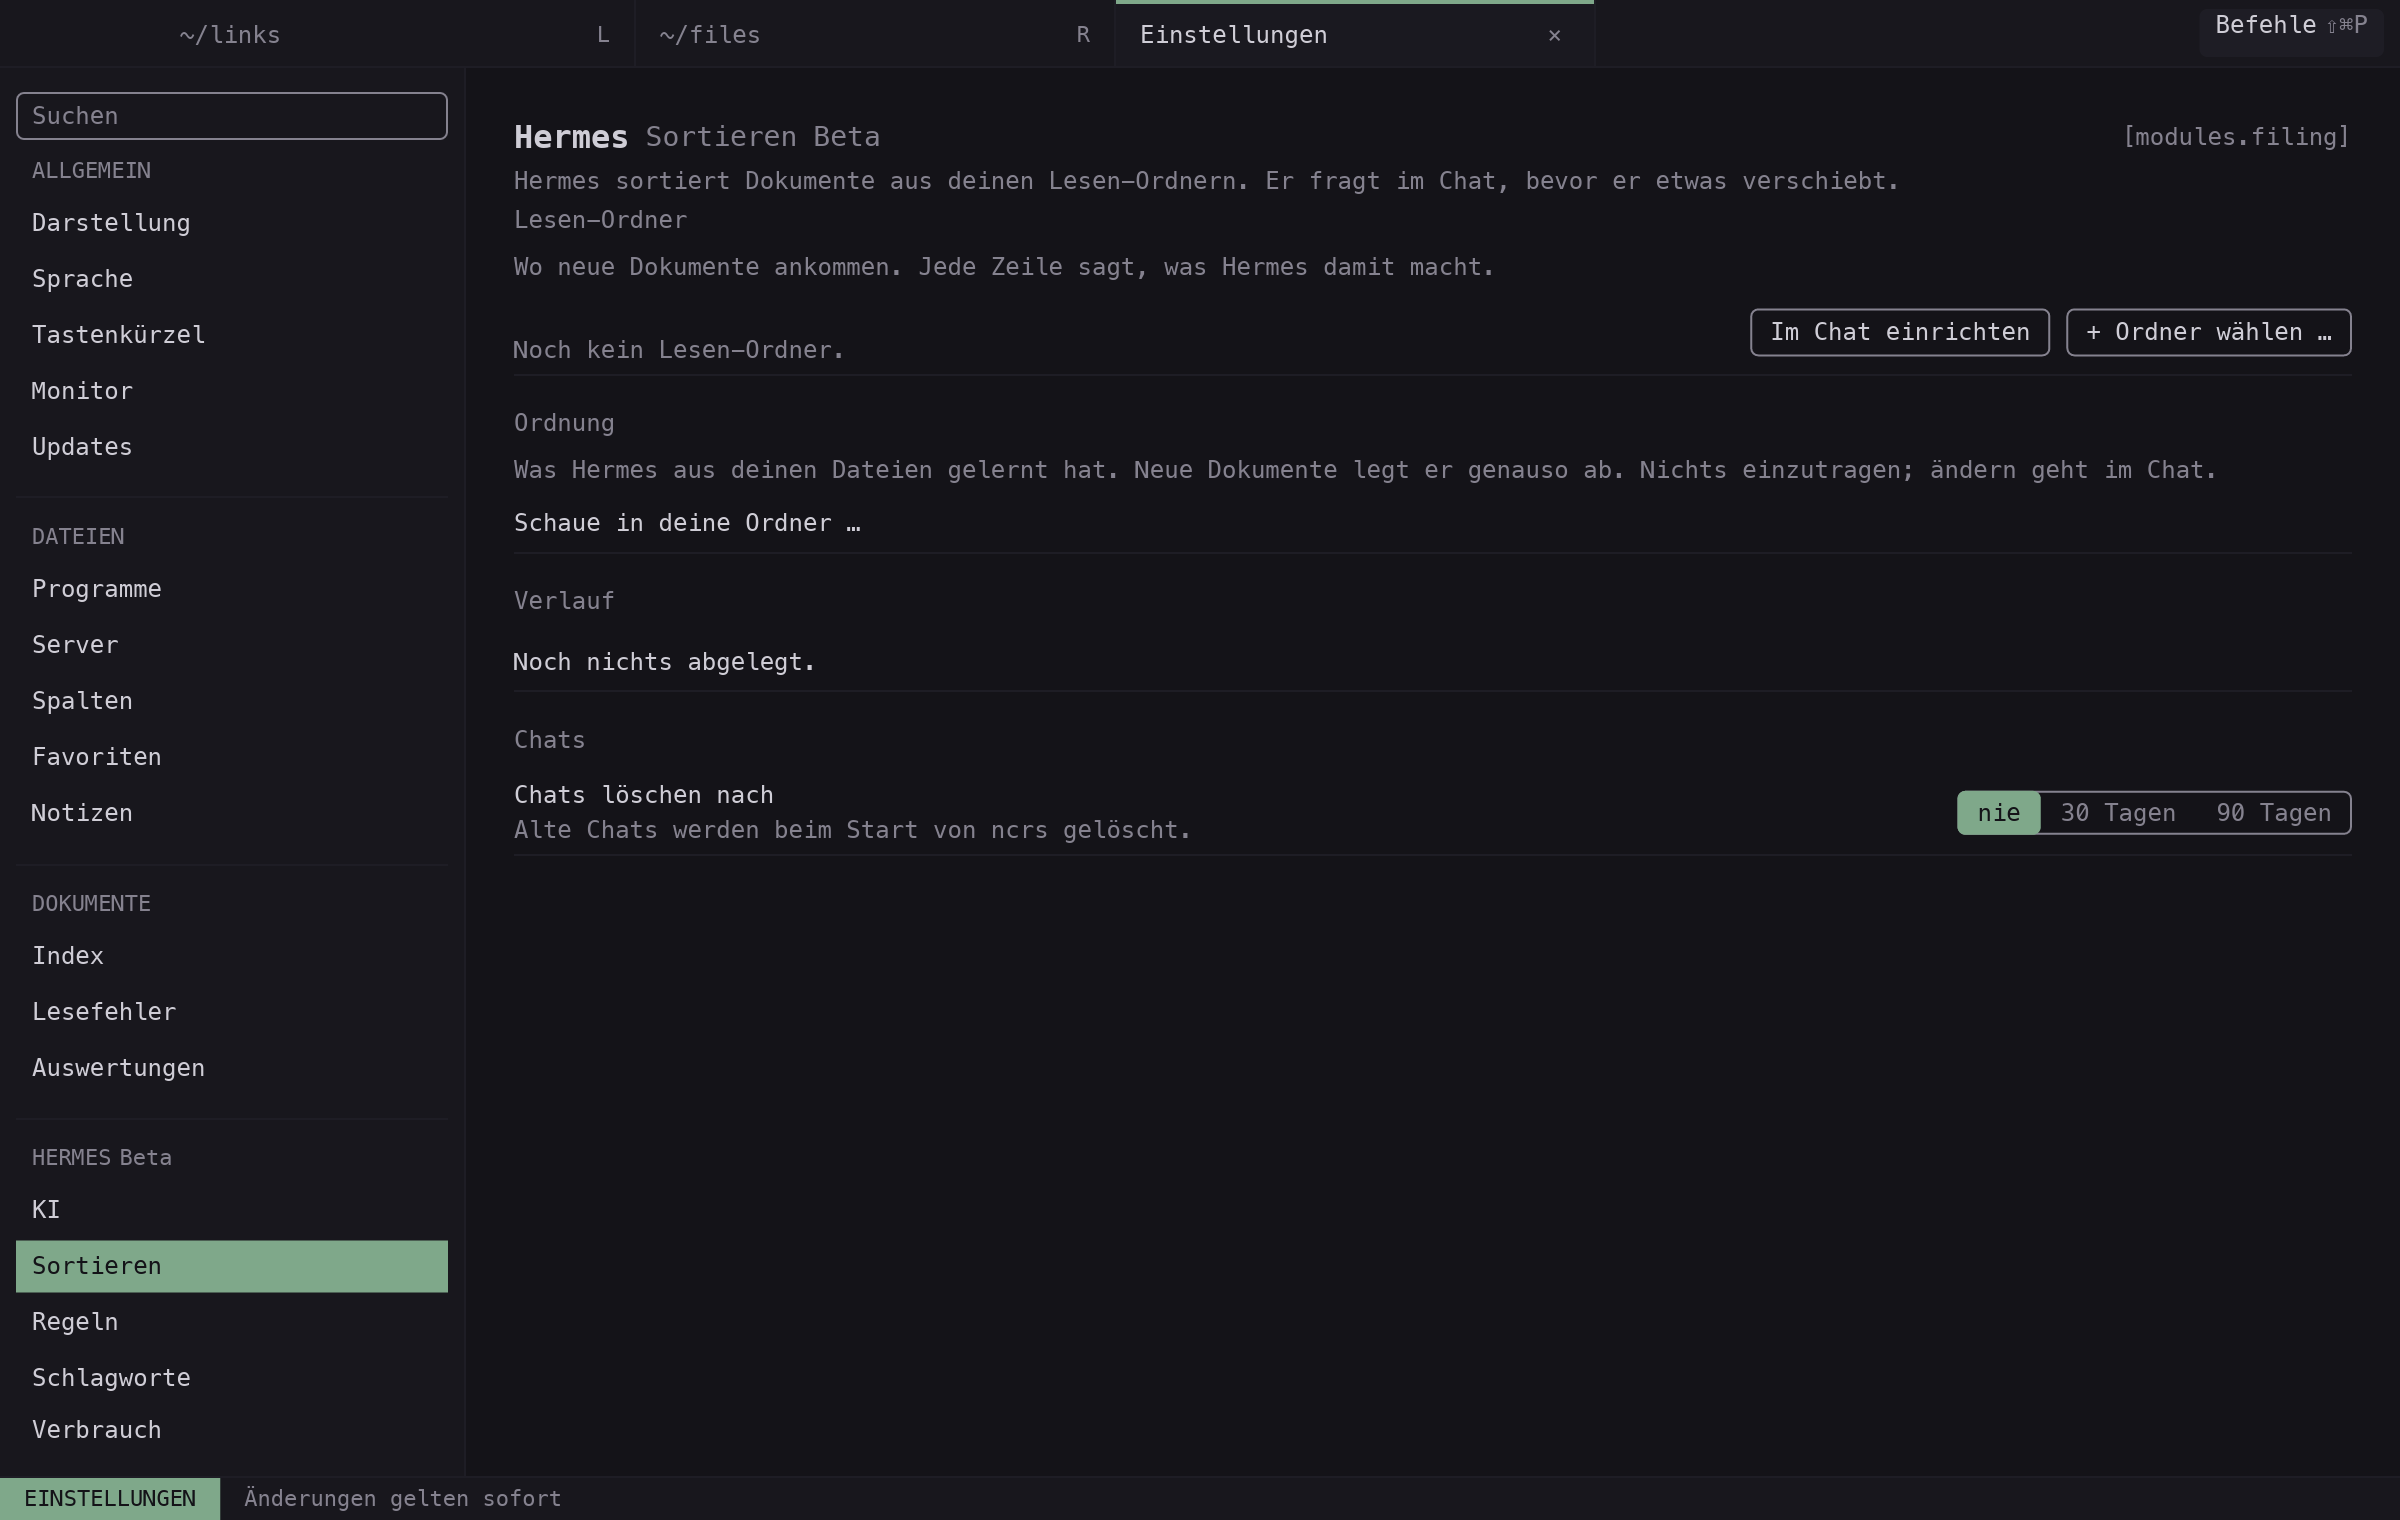 ~/links L ~/files R Einstellungen × Befehle ⇧⌘P
Suchen
ALLGEMEIN
Darstellung
Sprache
Tastenkürzel
Monitor
Updates
DATEIEN
Programme
Server
Spalten
Favoriten
Notizen
DOKUMENTE
Index
Lesefehler
Auswertungen
HERMES Beta
KI
Sortieren
Regeln
Schlagworte
Verbrauch
Hermes Sortieren Beta [modules.filing]
Hermes sortiert Dokumente aus deinen Lesen-Ordnern. Er fragt im Chat, bevor er etwas verschiebt.
Lesen-Ordner
Wo neue Dokumente ankommen. Jede Zeile sagt, was Hermes damit macht.
Noch kein Lesen-Ordner. Im Chat einrichten + Ordner wählen …
Ordnung
Was Hermes aus deinen Dateien gelernt hat. Neue Dokumente legt er genauso ab. Nichts einzutragen; ändern geht im Chat.
Schaue in deine Ordner …
Verlauf
Noch nichts abgelegt.
Chats
Chats löschen nach
Alte Chats werden beim Start von ncrs gelöscht.
nie 30 Tagen 90 Tagen
EINSTELLUNGEN Änderungen gelten sofort